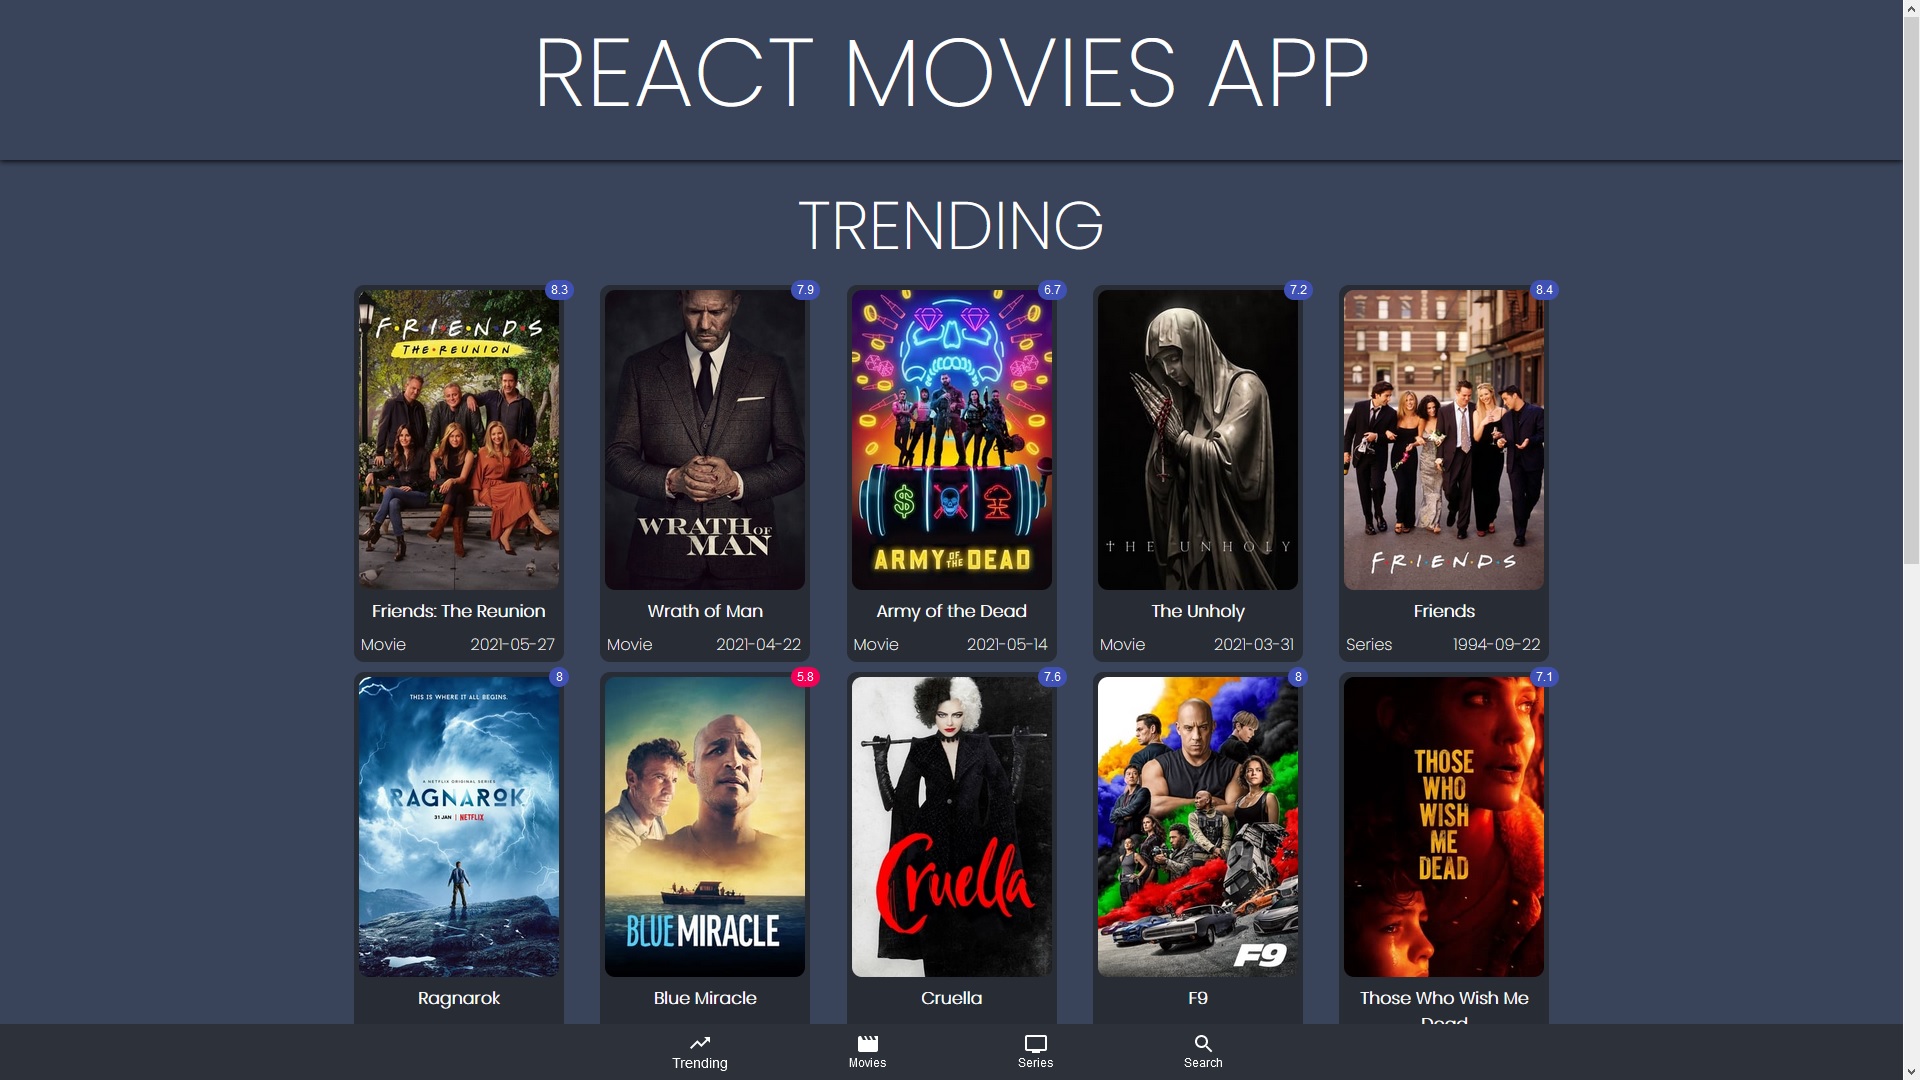 REACT MOVIES APP
TRENDING
8.3
7.9
6.7
7.2
8.4
F·R·I·E·N·D·S
THE·REUNION
WRATH OF
MAN
ARMY OF THE DEAD
THE UNHOLY
F·R·I·E·N·D·S
Friends: The Reunion
Wrath of Man
Army of the Dead
The Unholy
Friends
Movie 2021-05-27
Movie 2021-04-22
Movie 2021-05-14
Movie 2021-03-31
Series 1994-09-22
8
5.8
7.6
8
7.1
THIS IS WHERE IT ALL BEGINS.
A NETFLIX ORIGINAL SERIES
RAGNAROK
31 JAN | NETFLIX
BLUE MIRACLE
Cruella
F9
THOSE
WHO
WISH
ME
DEAD
Ragnarok
Blue Miracle
Cruella
F9
Those Who Wish Me
Dead
Trending
Movies
Series
Search